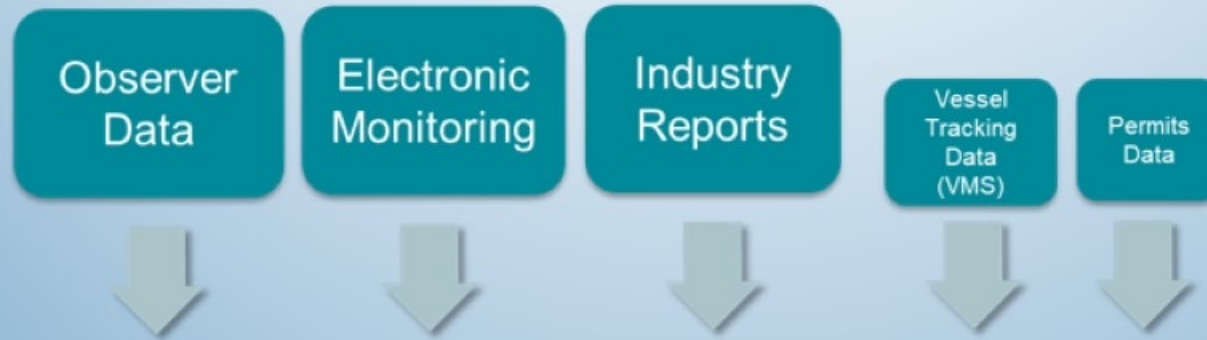 Observer
Data
Electronic
Monitoring
Industry
Reports
Vessel
Tracking
Data
(VMS)
Permits
Data